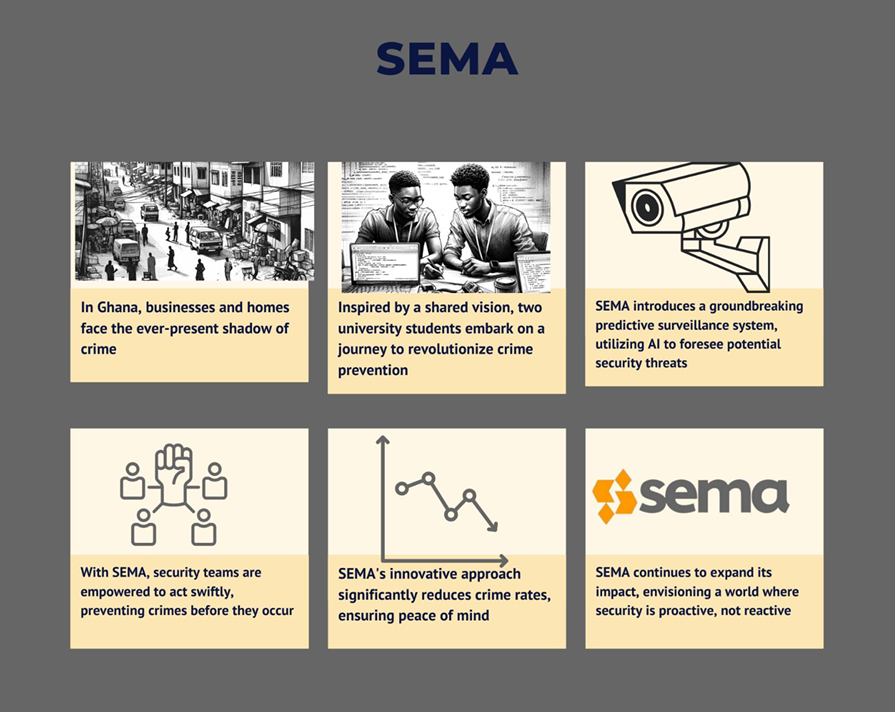 SEMA
In Ghana, businesses and homes
face the ever-present shadow of
crime
Inspired by a shared vision, two
university students embark on a
journey to revolutionize crime
prevention
SEMA introduces a groundbreaking
predictive surveillance system,
utilizing AI to foresee potential
security threats
With SEMA, security teams are
empowered to act swiftly,
preventing crimes before they occur
SEMA's innovative approach
significantly reduces crime rates,
ensuring peace of mind
sema
SEMA continues to expand its
impact, envisioning a world where
security is proactive, not reactive